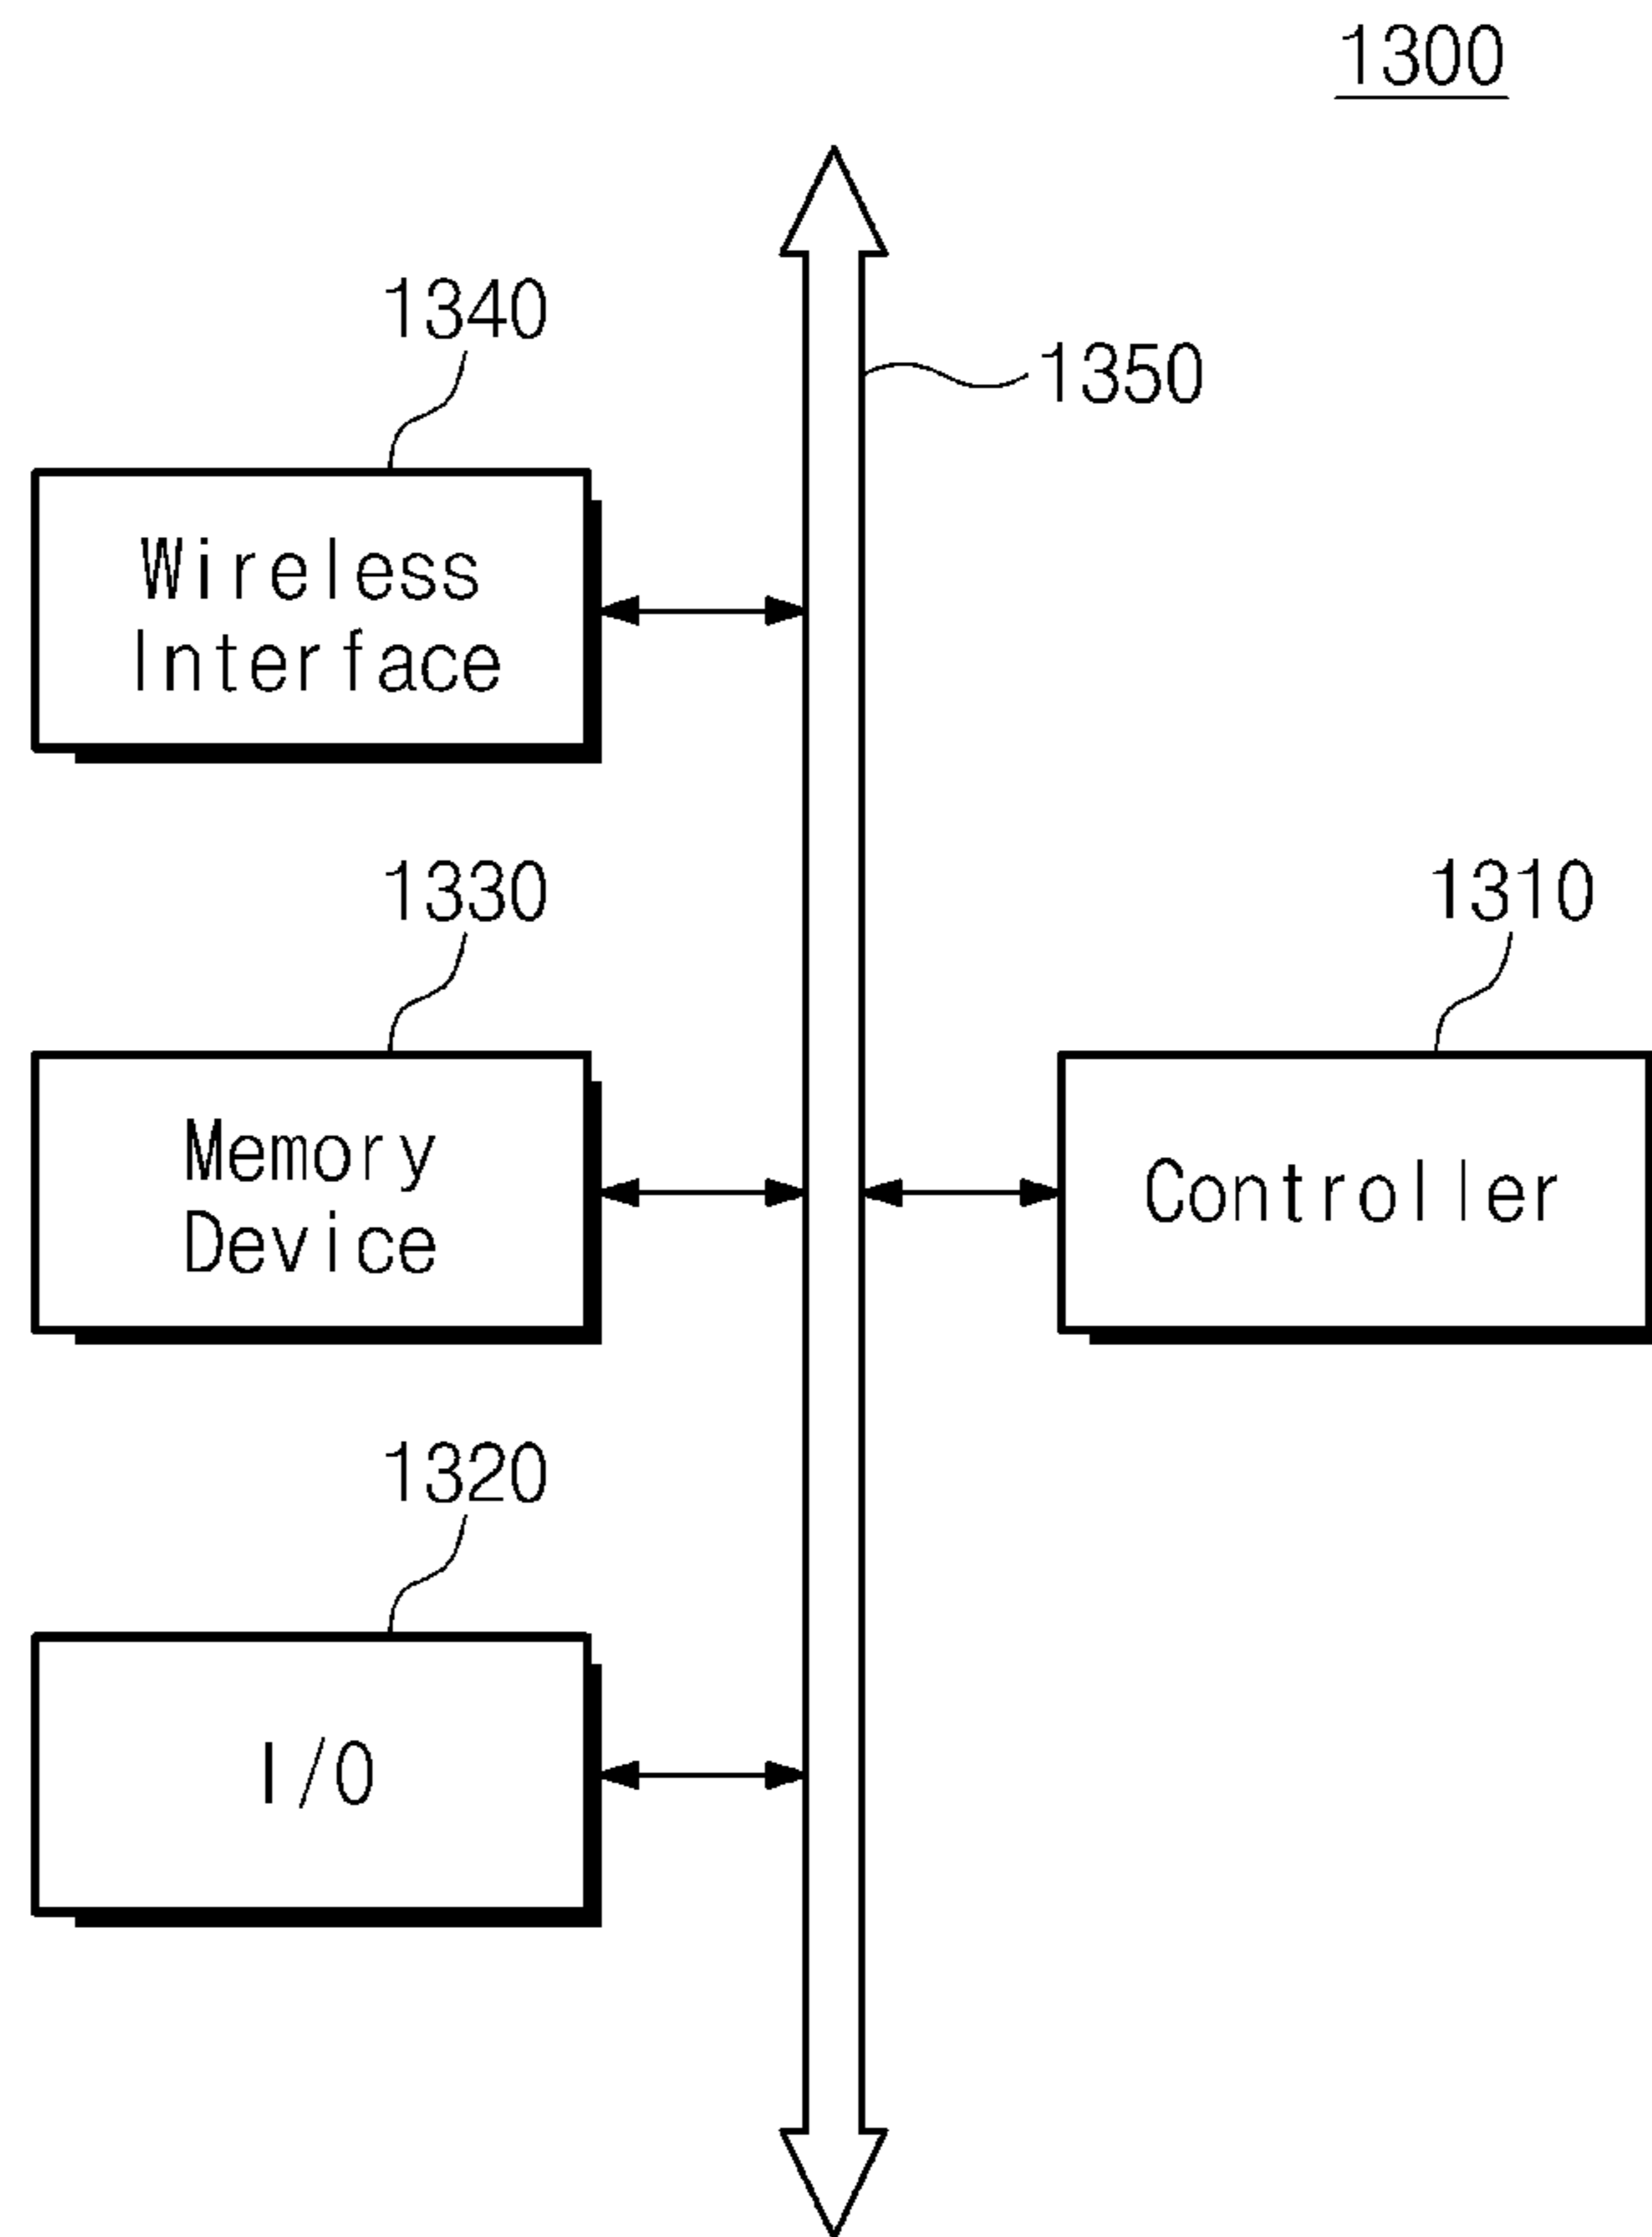 1300
1340
1350
Wireless
Interface
1330
1310
Memory
Device
Controller
1320
I/O